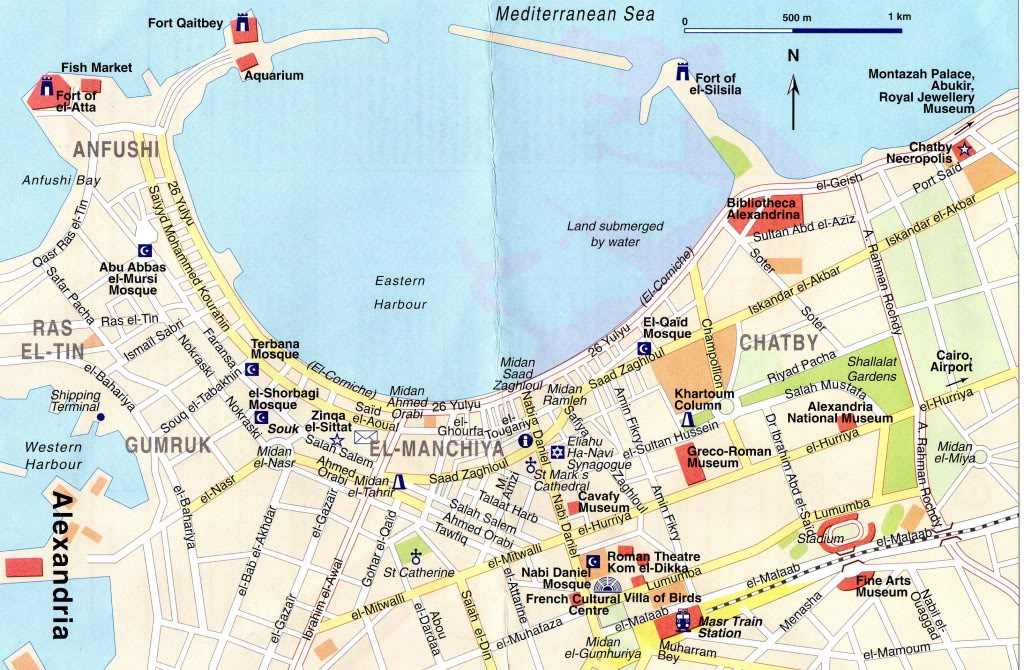 Mediterranean Sea
0 500 m 1 km
N
Fort Qaitbey
Aquarium
Fish Market
Fort of
el-Atta
ANFUSHI
Anfushi Bay
Fort of
el-Silsila
Montazah Palace,
Abukir,
Royal Jewellery
Museum
Chatby
Necropolis
Port Said
el-Geish
Bibliotheca
Alexandrina
Sultan Abd el-Aziz
Iskandar el-Akbar
A. Rahman Rochdy
Soter
Land submerged
by water
Eastern
Harbour
26 Yulyu
Saiyyd Mohammed Kourahin
Qasr Ras el-Tin
Safar Pacha
Abu Abbas
el-Mursi
Mosque
Ras el-Tin
RAS
EL-TIN
Ismaïl Sabri
Nokraski
Faransa
el-Bahariya
Souq el-Tabakhil
Nokraski
Terbana
Mosque
(El-Corniche)
el-Shorbagi
Mosque
Souk
Zinqa
el-Sittat
Said
el-Aoual
Midan
Ahmed
Orabi
26 Yulyu
Midan
Saad
Zaghloul
26 Yulyu
(El-Corniche)
El-Qaïd
Mosque
Champollion
Iskandar el-Akbar
Soter
CHATBY
Riyad Pacha
Shallalat
Gardens
Cairo,
Airport
el-Hurriya
Salah Mustafa
Khartoum
Column
Alexandria
National Museum
Midan
Ramleh
Saad Zaghloul
Amin Fikry
el-Sultan Hussein
Greco-Roman
Museum
el-Hurriya
Dr Ibrahim Abd el-Said
A. Rahman Rochdy
Midan
el-Miya
Shipping
Terminal
Western
Harbour
GUMRUK
Midan
el-Nasr
el-Nasr
Salah Salem
Ahmed
Orabi
Midan
el-Tahrir
EL-MANCHIYA
el-
Ghourfa
Tougariya
Nabi Daniel
Safiya
Zaghloul
Eliahu
Ha-Navi
Synagogue
St Mark's
Cathedral
Saad Zaghloul
M.
Amzi
Talaat Harb
Salah Salem
Ahmed Orabi
Tawtiq
Cavafy
Museum
el-Hurriya
Amin Fikry
Nabi Daniel
el-Bahariya
el-Bab el-Akhdar
el-Gazair
el-Gazair
Ibrahim el-Awal
Gohar el-Qaid
St Catherine
el-Mitwalli
el-Mitwalli
Roman Theatre
Kom el-Dikka
Nabi Daniel
Mosque
Lumumba
Lumumba
Stadium
el-Malaab
el-Malaab
el-Malaab
French Cultural
Centre
Villa of Birds
el-Attarine
Salah el-Din
Abou
el-Dardaa
el-Muhafaza
Midan
el-Gumhuriya
Masr Train
Station
Muharram
Bey
Menasha
Fine Arts
Museum
Nabil el-
Ouaggad
el-Mamoum
Alexandria